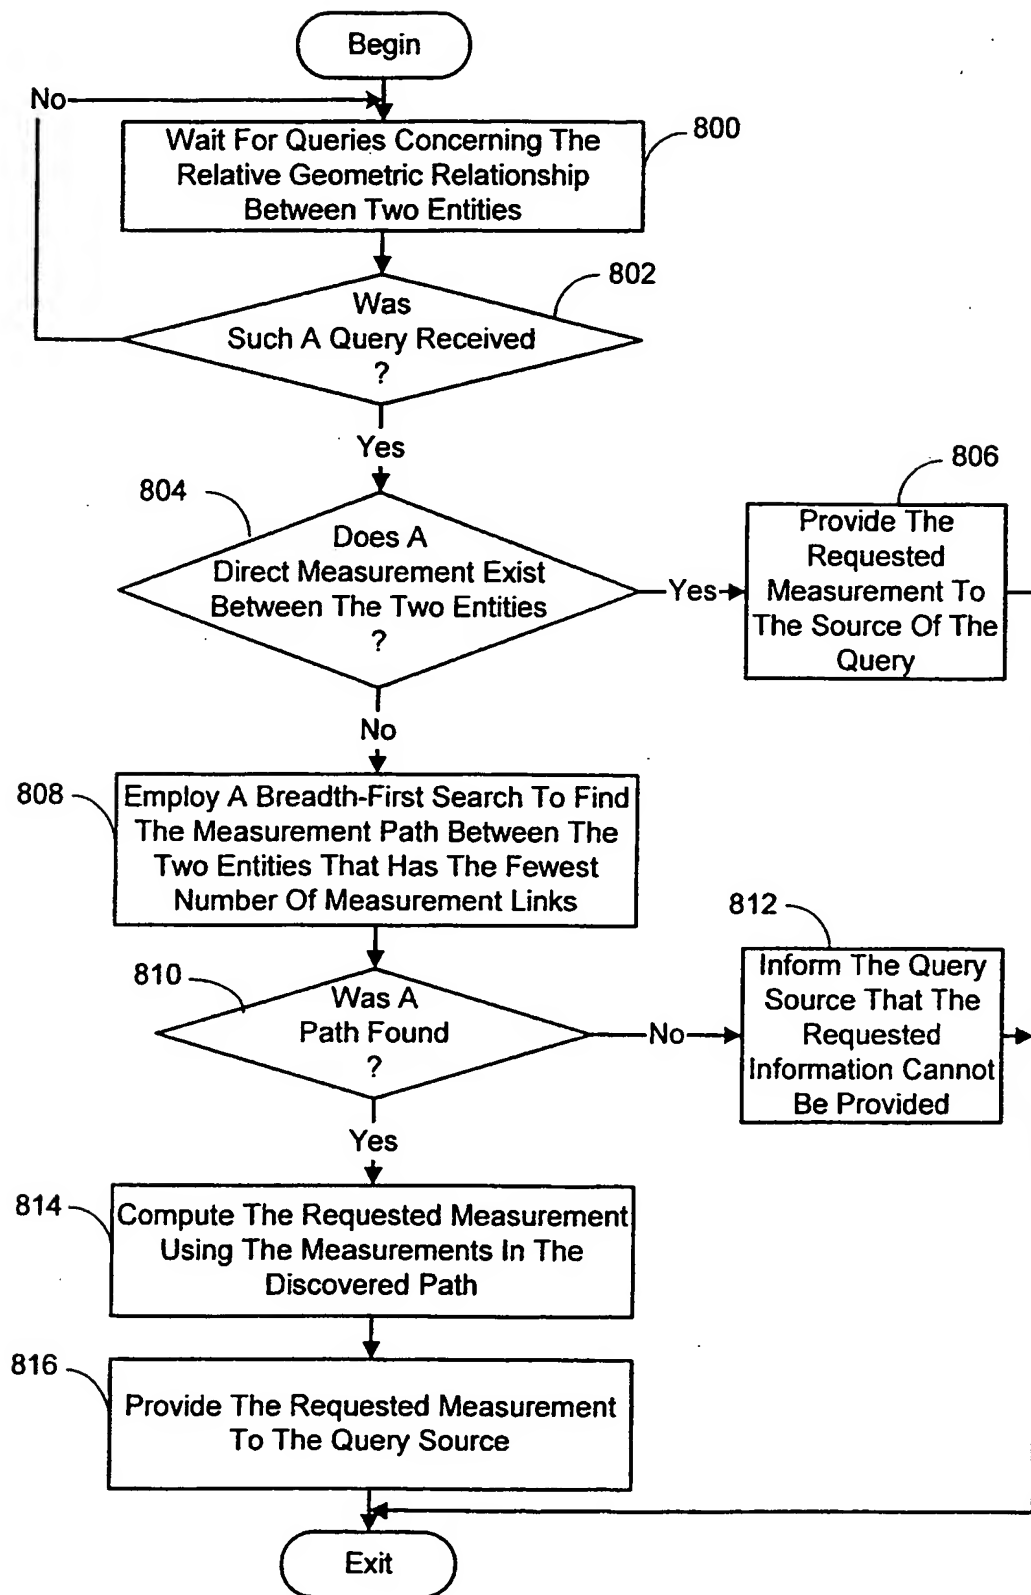 Begin
No
Wait For Queries Concerning The
Relative Geometric Relationship
Between Two Entities
800
802
Was
Such A Query Received
?
Yes
804
Does A
Direct Measurement Exist
Between The Two Entities
?
Yes
806
Provide The
Requested
Measurement To
The Source Of The
Query
No
808
Employ A Breadth-First Search To Find
The Measurement Path Between The
Two Entities That Has The Fewest
Number Of Measurement Links
810
Was A
Path Found
?
No
812
Inform The Query
Source That The
Requested
Information Cannot
Be Provided
Yes
814
Compute The Requested Measurement
Using The Measurements In The
Discovered Path
816
Provide The Requested Measurement
To The Query Source
Exit